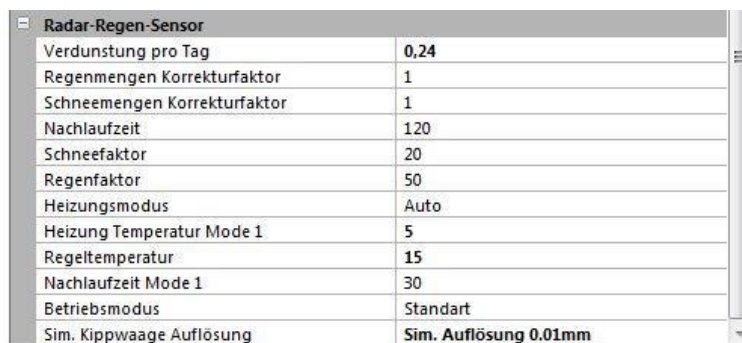 Radar-Regen-Sensor
Verdunstung pro Tag 0,24
Regenmengen Korrekturfaktor 1
Schneemengen Korrekturfaktor 1
Nachlaufzeit 120
Schneefaktor 20
Regenfaktor 50
Heizungsmodus Auto
Heizung Temperatur Mode 1 5
Regeltemperatur 15
Nachlaufzeit Mode 1 30
Betriebsmodus Standart
Sim. Kippwaage Auflösung Sim. Auflösung 0.01mm